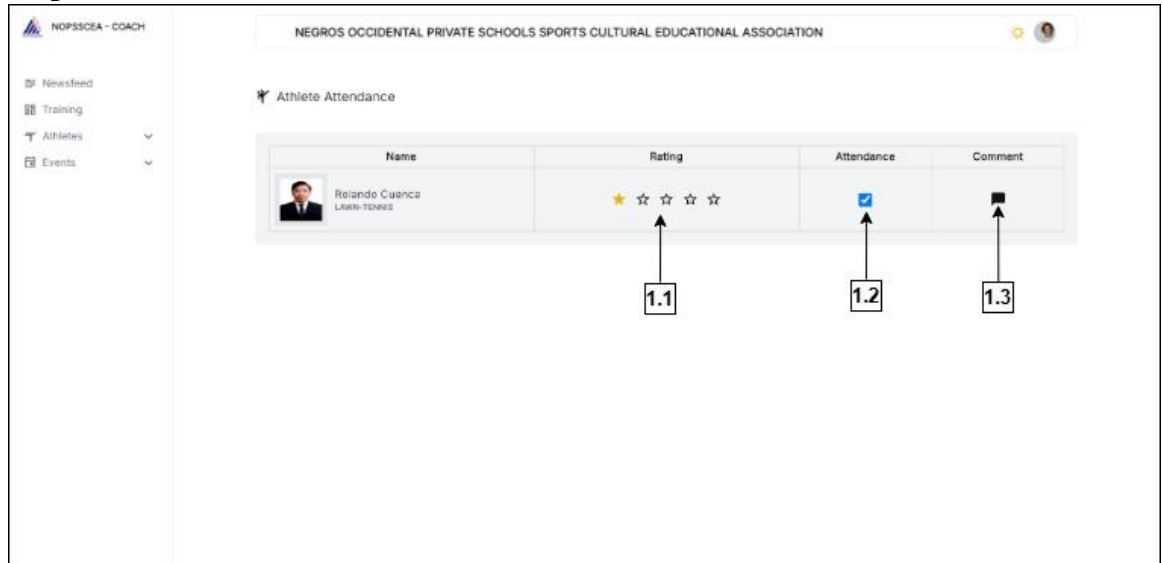 NOPSSCEA - COACH
NEGROS OCCIDENTAL PRIVATE SCHOOLS SPORTS CULTURAL EDUCATIONAL ASSOCIATION
Newsfeed
Training
Athletes
Events
Athlete Attendance
Name Rating Attendance Comment
Rolando Cuenca
LAWN-TENNIS
1.1 1.2 1.3